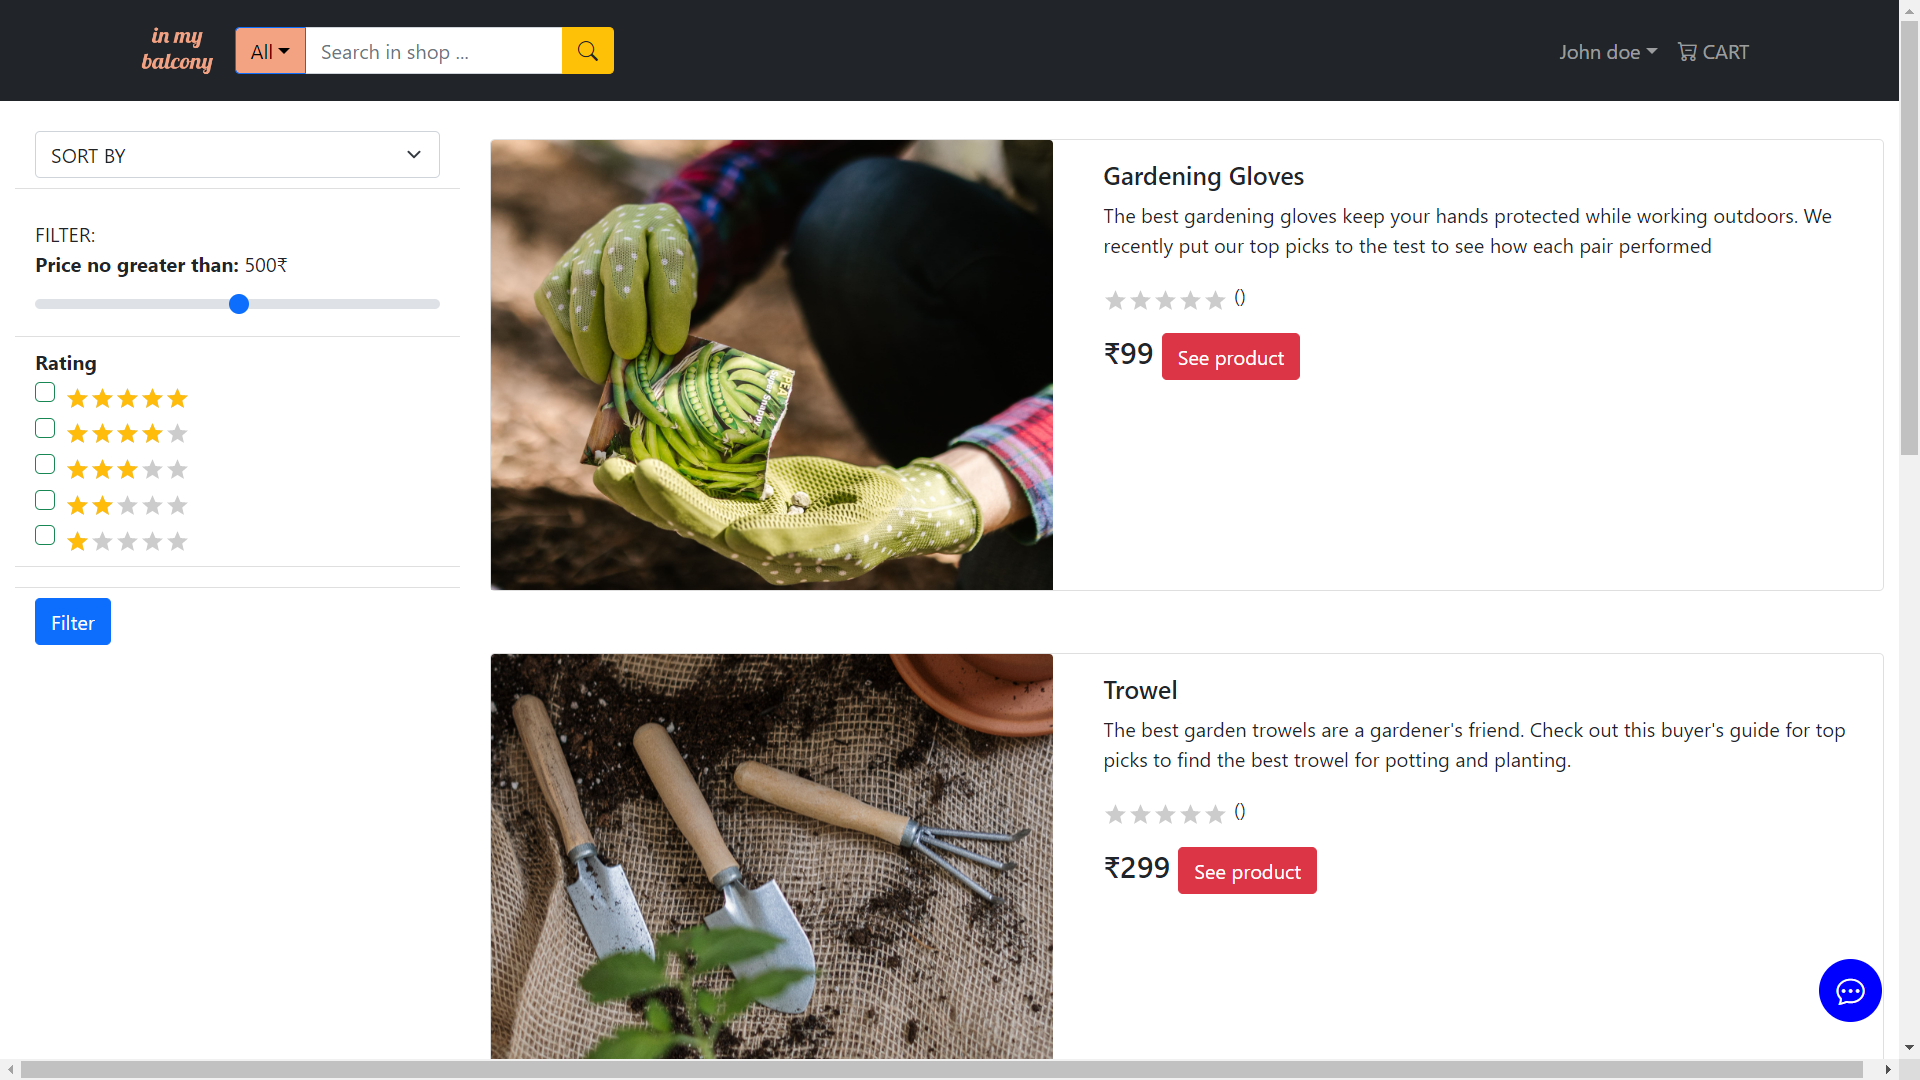 in my
balcony
All
Search in shop ...
John doe
CART
SORT BY
FILTER:
Price no greater than: 500₹
Rating
Filter
Gardening Gloves
The best gardening gloves keep your hands protected while working outdoors. We
recently put our top picks to the test to see how each pair performed
()
₹99 See product
PEA
Super Snappy
Trowel
The best garden trowels are a gardener's friend. Check out this buyer's guide for top
picks to find the best trowel for potting and planting.
()
₹299 See product